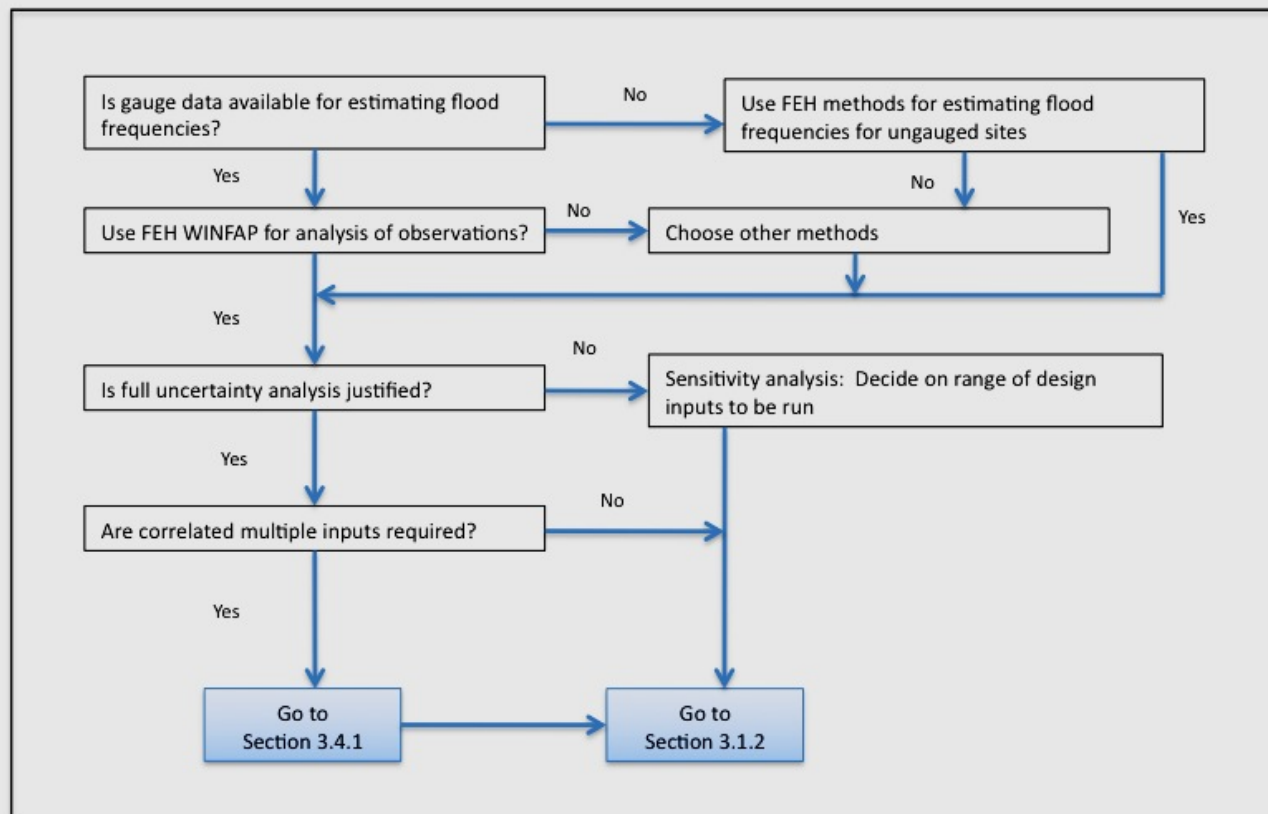 Is gauge data available for estimating flood
frequencies?
No
Use FEH methods for estimating flood
frequencies for ungauged sites
Yes
No
Yes
Use FEH WINFAP for analysis of observations?
No
Choose other methods
Yes
Is full uncertainty analysis justified?
No
Sensitivity analysis: Decide on range of design
inputs to be run
Yes
Are correlated multiple inputs required?
No
Yes
Go to
Section 3.4.1
Go to
Section 3.1.2